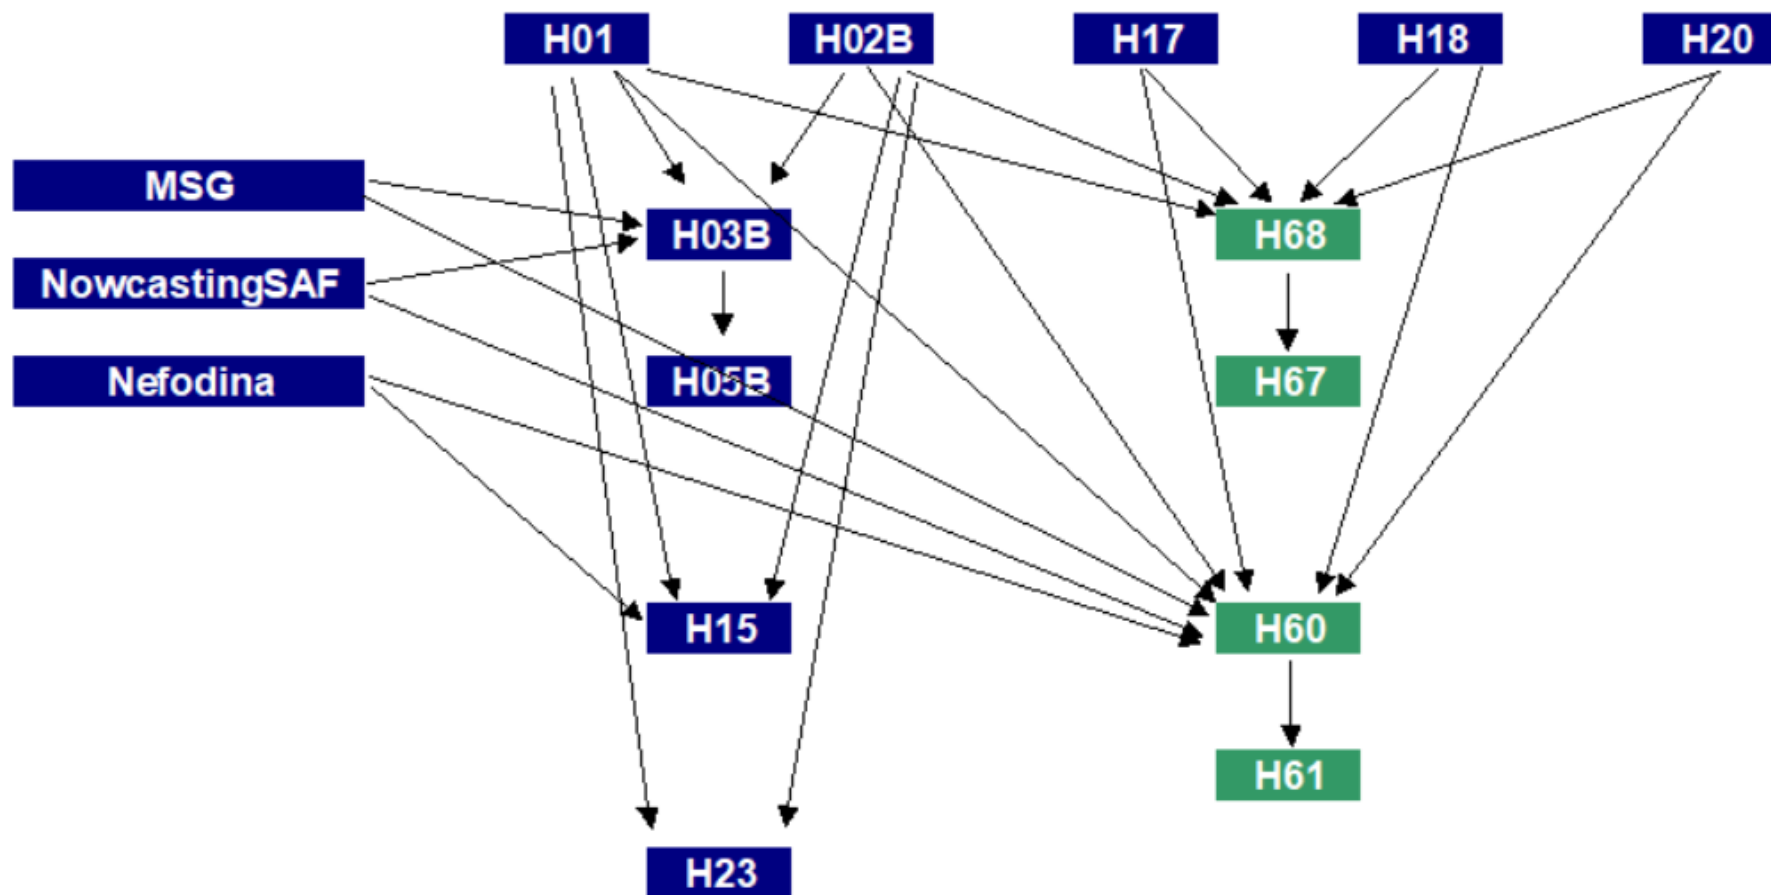 H01
H02B
H17
H18
H20
MSG
H03B
H68
NowcastingSAF
Nefodina
H05B
H67
H15
H60
H61
H23